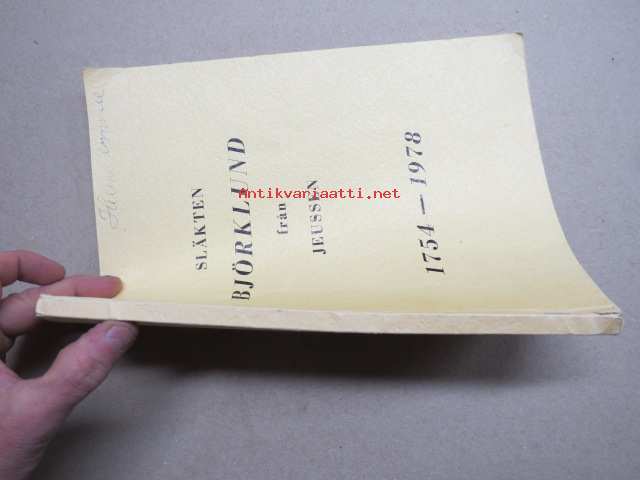 SLÄKTEN
BJÖRKLUND
från
JEUSSEN
1754 — 1978
Antikvariaatti.net